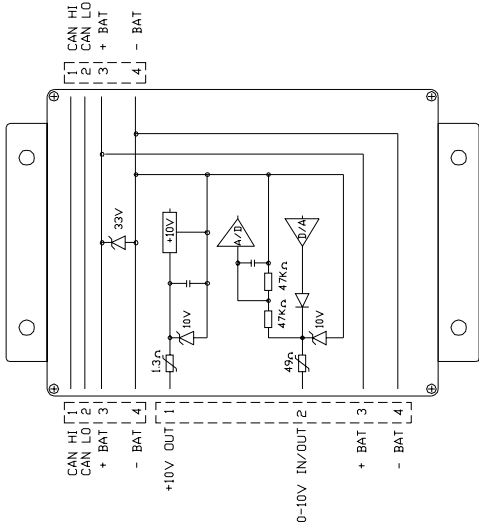 1 CAN HI
2 CAN LO
3 + BAT
4 - BAT
33V
+10V
A/D
D/A
10V
47KΩ
47KΩ
10V
1.3Ω
49Ω
CAN HI 1
CAN LO 2
+ BAT 3
- BAT 4
+10V OUT 1
0-10V IN/OUT 2
+ BAT 3
- BAT 4